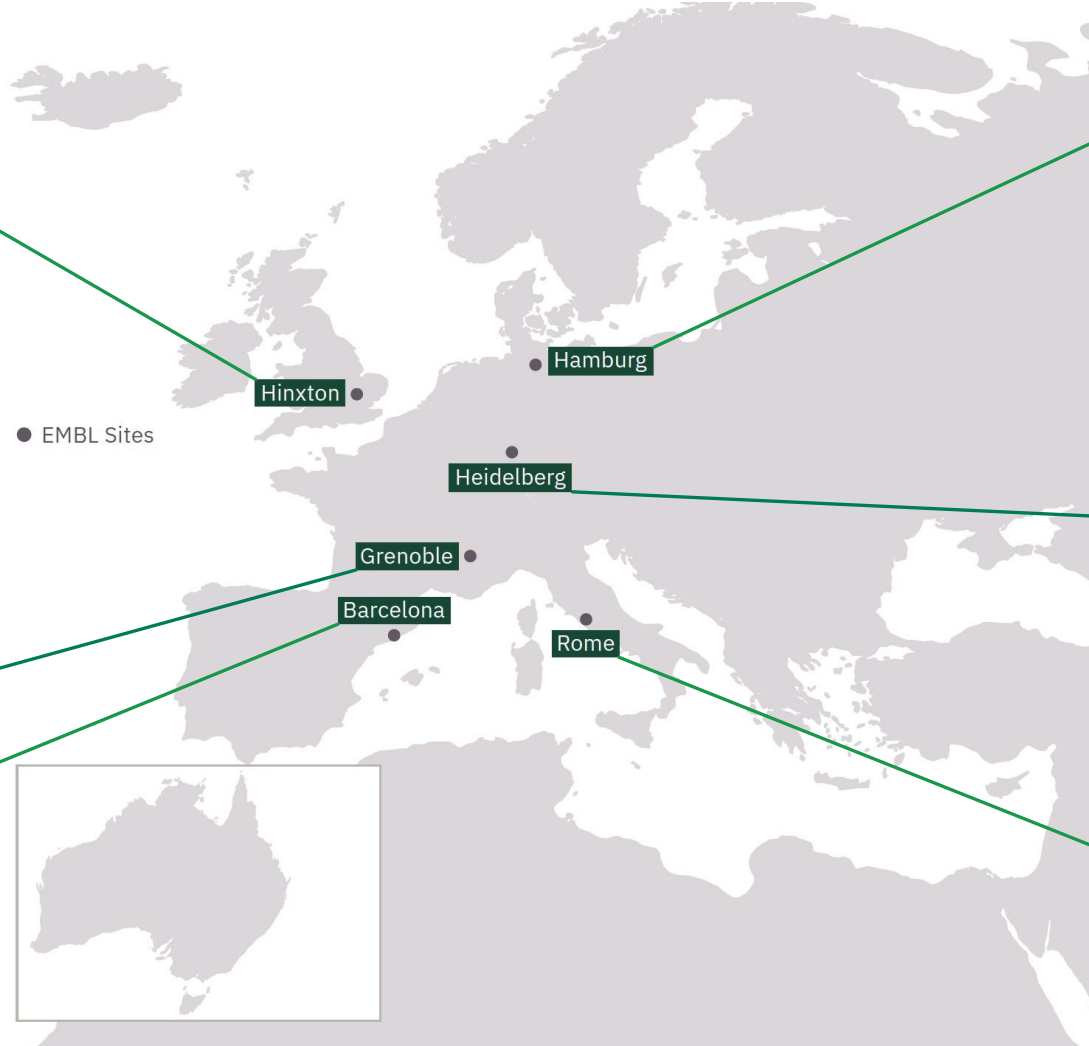 Hamburg
Hinxton
EMBL Sites
Heidelberg
Grenoble
Barcelona
Rome